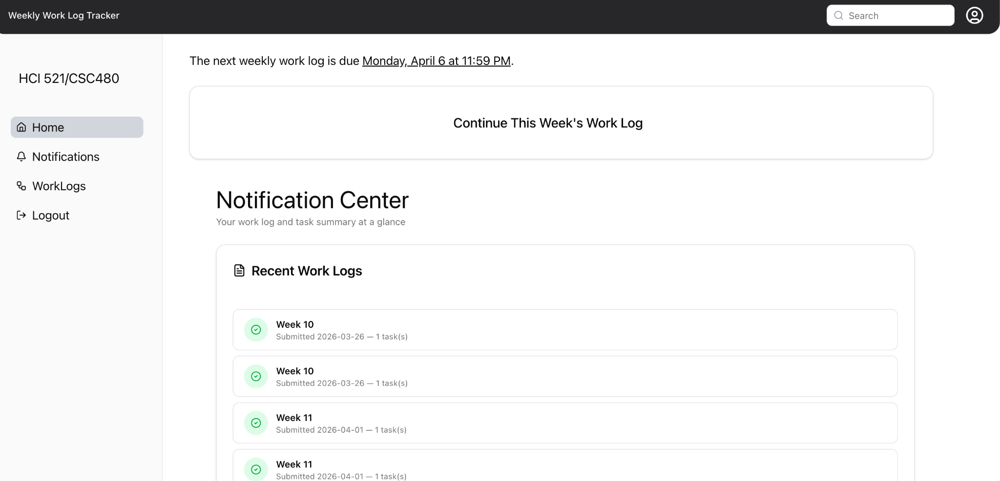 Weekly Work Log Tracker
Search
HCI 521/CSC480
Home
Notifications
WorkLogs
Logout
The next weekly work log is due Monday, April 6 at 11:59 PM.
Continue This Week's Work Log
Notification Center
Your work log and task summary at a glance
Recent Work Logs
Week 10
Submitted 2026-03-26 — 1 task(s)
Week 10
Submitted 2026-03-26 — 1 task(s)
Week 11
Submitted 2026-04-01 — 1 task(s)
Week 11
Submitted 2026-04-01 — 1 task(s)